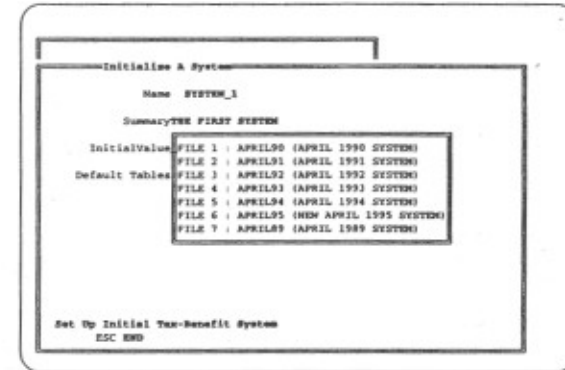 Initialise A System
Name SYSTEM_1
Summary THE FIRST SYSTEM
InitialValue FILE 1 : APRIL90 (APRIL 1990 SYSTEM)
FILE 2 : APRIL91 (APRIL 1991 SYSTEM)
Default Tables FILE 3 : APRIL92 (APRIL 1992 SYSTEM)
FILE 4 : APRIL93 (APRIL 1993 SYSTEM)
FILE 5 : APRIL94 (APRIL 1994 SYSTEM)
FILE 6 : APRIL95 (NEW APRIL 1995 SYSTEM)
FILE 7 : APRIL89 (APRIL 1989 SYSTEM)
Set Up Initial Tax-Benefit System
ESC END